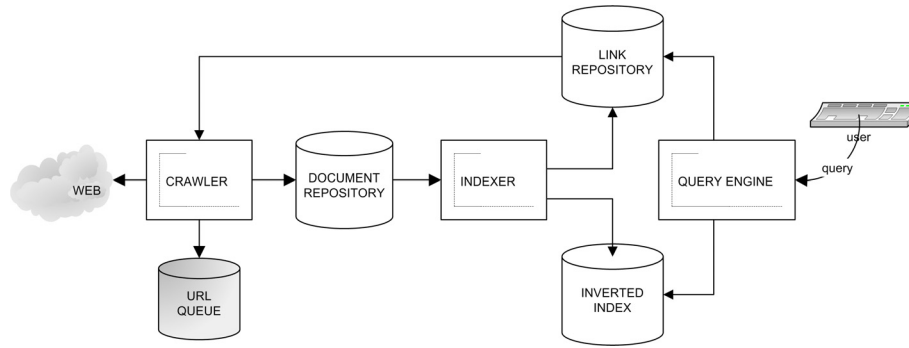 LINK
REPOSITORY
user
query
WEB
CRAWLER
DOCUMENT
REPOSITORY
INDEXER
QUERY ENGINE
URL
QUEUE
INVERTED
INDEX